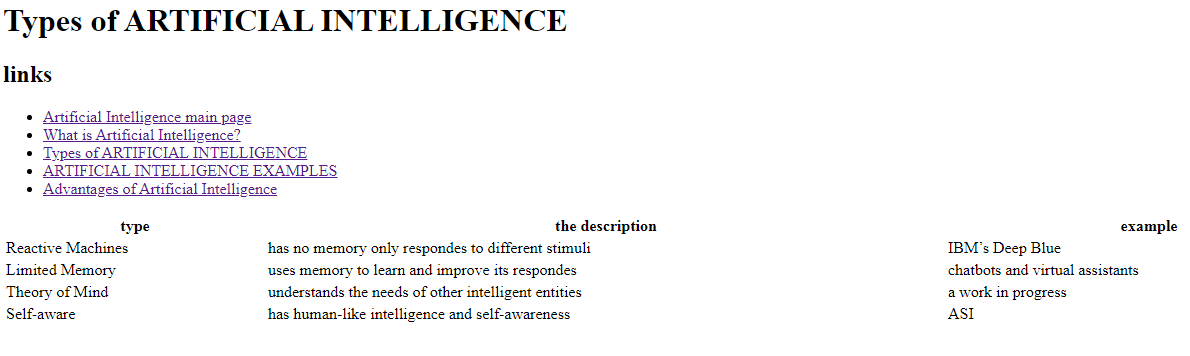 Types of ARTIFICIAL INTELLIGENCE
links
Artificial Intelligence main page
What is Artificial Intelligence?
Types of ARTIFICIAL INTELLIGENCE
ARTIFICIAL INTELLIGENCE EXAMPLES
Advantages of Artificial Intelligence
type the description example
Reactive Machines has no memory only respondes to different stimuli IBM’s Deep Blue
Limited Memory uses memory to learn and improve its respondes chatbots and virtual assistants
Theory of Mind understands the needs of other intelligent entities a work in progress
Self-aware has human-like intelligence and self-awareness ASI